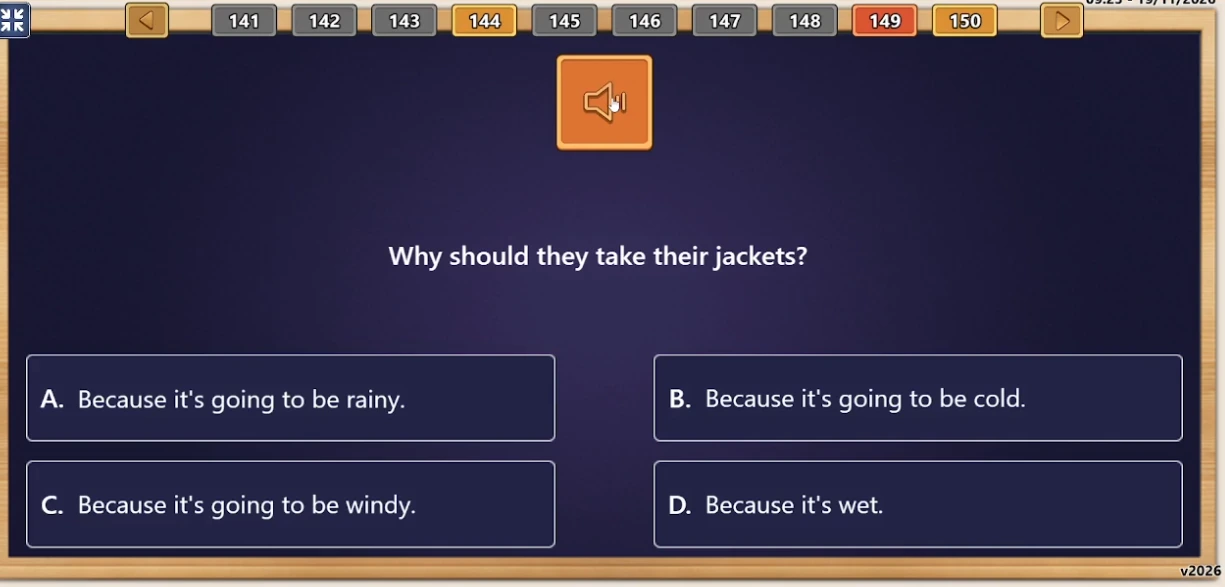 141 142 143 144 145 146 147 148 149 150
Why should they take their jackets?
A. Because it's going to be rainy.
B. Because it's going to be cold.
C. Because it's going to be windy.
D. Because it's wet.
v2026